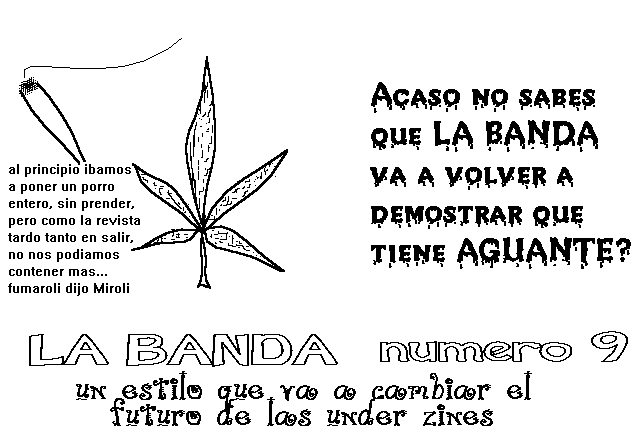 al principio ibamos
a poner un porro
entero, sin prender,
pero como la revista
tardo tanto en salir,
no nos podiamos
contener mas...
fumaroli dijo Miroli
Acaso no sabes
que LA BANDA
va a volver a
demostrar que
tiene AGUANTE?
LA BANDA numero 9
un estilo que va a cambiar el
futuro de las under zines